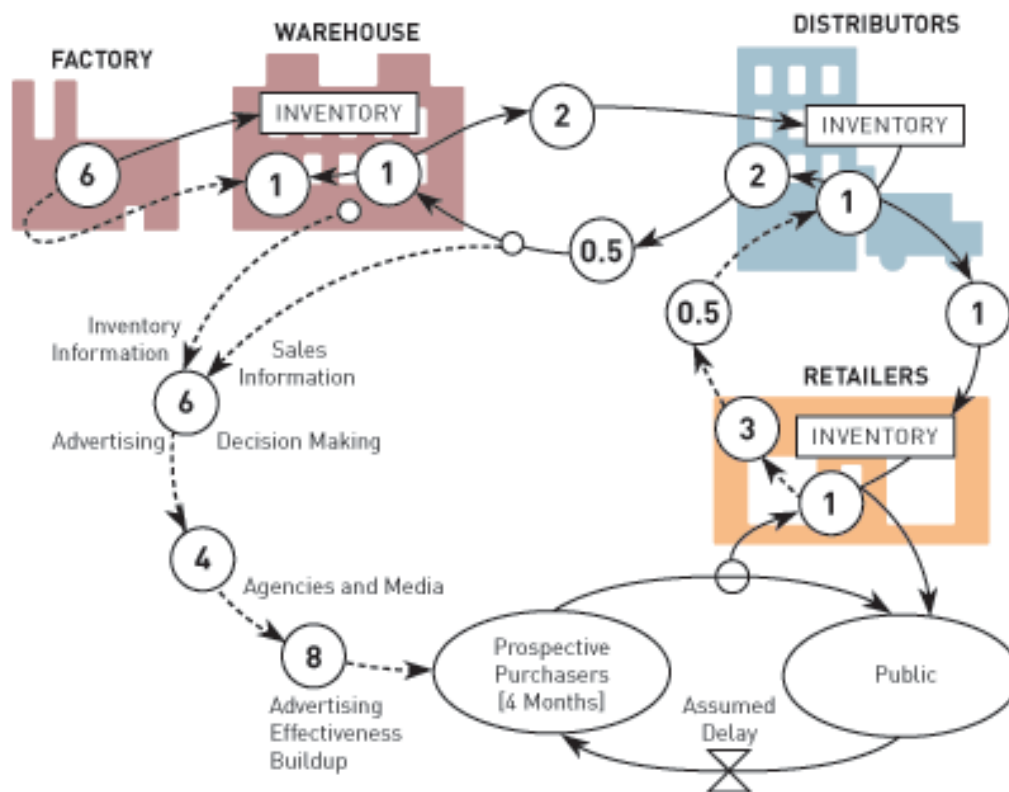 FACTORY
WAREHOUSE
DISTRIBUTORS
INVENTORY
2
INVENTORY
6
1
1
2
1
0.5
0.5
1
Inventory
Information
Sales
Information
RETAILERS
6
3
INVENTORY
Advertising
Decision Making
1
4
Agencies and Media
8
Prospective
Purchasers
[4 Months]
Public
Advertising
Effectiveness
Buildup
Assumed
Delay